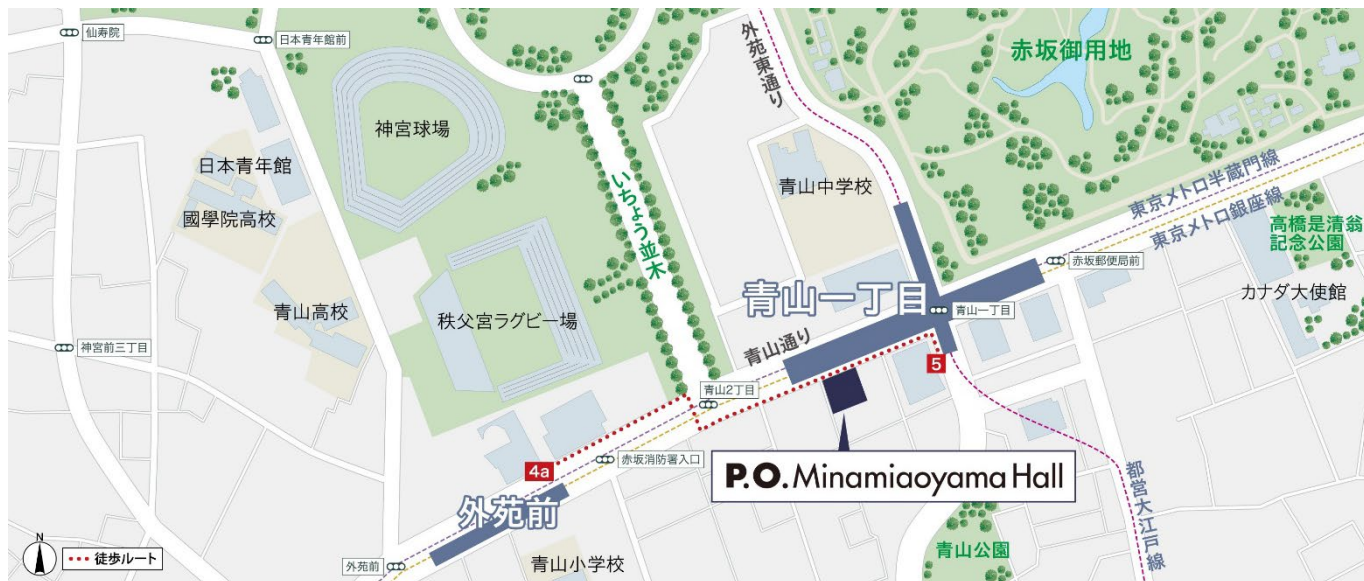 仙寿院
日本青年館前
外苑東通り
赤坂御用地
神宮球場
日本青年館
いちょう並木
青山中学校
國學院高校
東京メトロ半蔵門線
東京メトロ銀座線
高橋是清翁
記念公園
赤坂郵便局前
カナダ大使館
青山一丁目
青山一丁目
青山高校
秩父宮ラグビー場
神宮前三丁目
青山通り
5
青山2丁目
赤坂消防署入口
4a
P.O. Minamiaoyama Hall
外苑前
都営大江戸線
N
徒歩ルート
外苑前
青山小学校
青山公園